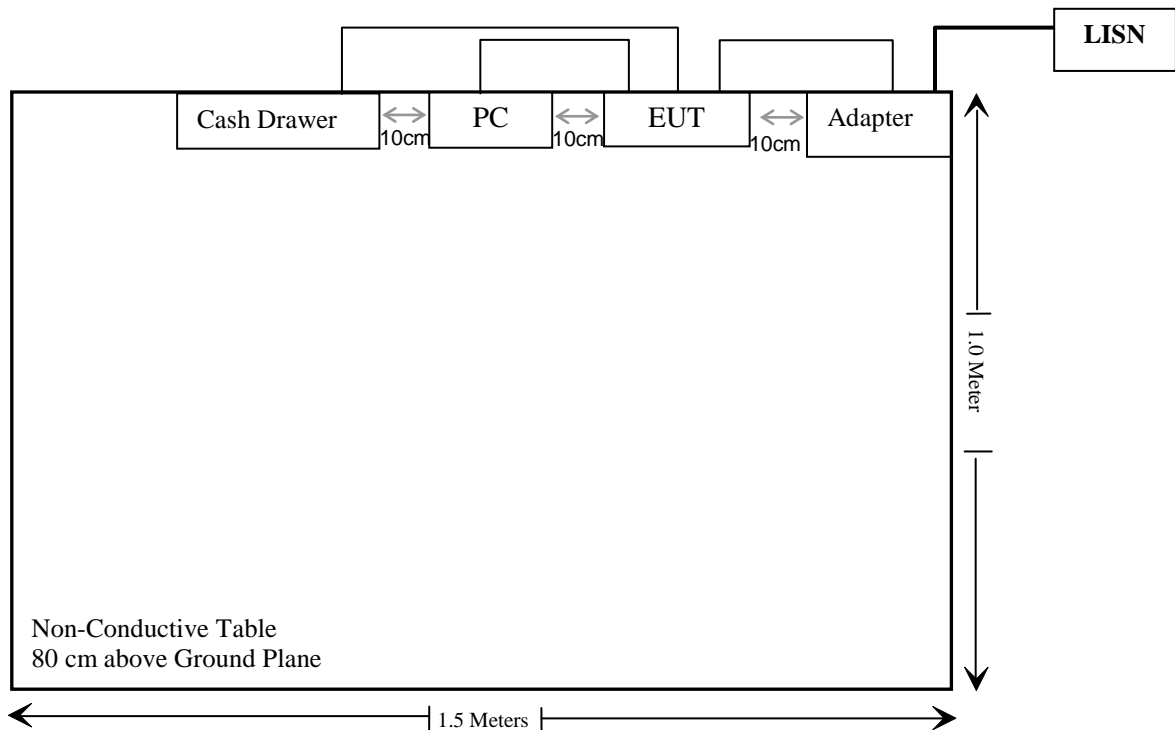 LISN
Cash Drawer
PC
EUT
Adapter
10cm
10cm
10cm
1.0 Meter
Non-Conductive Table
80 cm above Ground Plane
1.5 Meters